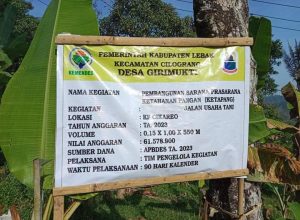 PEMERINTAH KABUPATEN LEBAK
KECAMATAN CILOGRANG
DESA GIRIMUKTI
KEMENDES
NAMA KEGIATAN : PEMBANGUNAN SARANA PRASARANA
KETAHANAN PANGAN (KETAPANG)
KEGIATAN : JALAN USAHA TANI
LOKASI : KP CIKAREO
TAHUN ANGGARAN : TA. 2023
VOLUME : 0,15 X 1,00 X 550 M
NILAI ANGGARAN : 61.578.900
SUMBER DANA : APBDES TA. 2023
PELAKSANA : TIM PENGELOLA KEGIATAN
WAKTU PELAKSANAAN : 90 HARI KALENDER